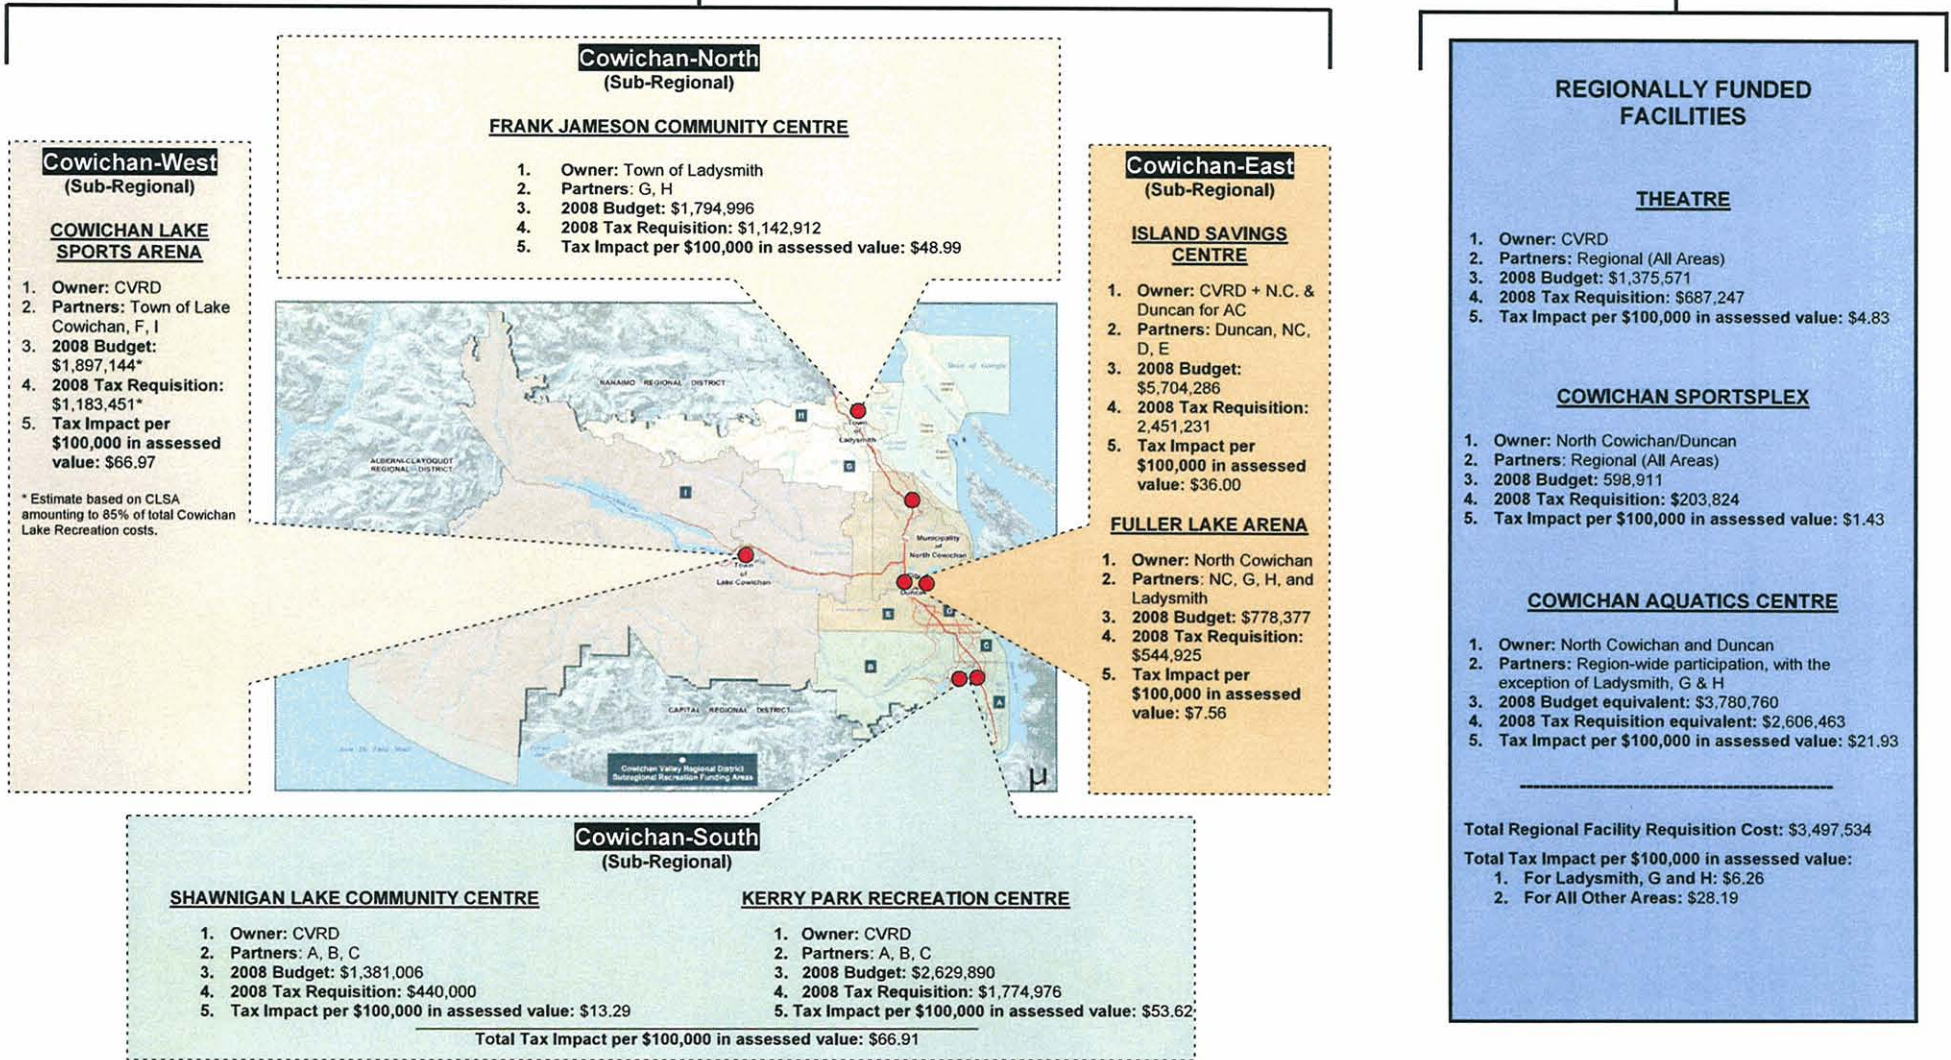 Cowichan-North
(Sub-Regional)
FRANK JAMESON COMMUNITY CENTRE
1. Owner: Town of Ladysmith
2. Partners: G, H
3. 2008 Budget: $1,794,996
4. 2008 Tax Requisition: $1,142,912
5. Tax Impact per $100,000 in assessed value: $48.99
Cowichan-West
(Sub-Regional)
COWICHAN LAKE
SPORTS ARENA
1. Owner: CVRD
2. Partners: Town of Lake
Cowichan, F, I
3. 2008 Budget:
$1,897,144*
4. 2008 Tax Requisition:
$1,183,451*
5. Tax Impact per
$100,000 in assessed
value: $66.97
* Estimate based on CLSA
amounting to 85% of total Cowichan
Lake Recreation costs.
Cowichan-East
(Sub-Regional)
ISLAND SAVINGS
CENTRE
1. Owner: CVRD + N.C. &
Duncan for AC
2. Partners: Duncan, NC,
D, E
3. 2008 Budget:
$5,704,286
4. 2008 Tax Requisition:
2,451,231
5. Tax Impact per
$100,000 in assessed
value: $36.00
FULLER LAKE ARENA
1. Owner: North Cowichan
2. Partners: NC, G, H, and
Ladysmith
3. 2008 Budget: $778,377
4. 2008 Tax Requisition:
$544,925
5. Tax Impact per
$100,000 in assessed
value: $7.56
NANAIMO REGIONAL DISTRICT
ALBERNI-CLAYOQUOT
REGIONAL DISTRICT
H
Town
of
Ladysmith
G
I
Municipality
of
North Cowichan
Town
of
Lake Cowichan
Duncan
E
D
C
B
A
CAPITAL REGIONAL DISTRICT
Strait of Georgia
Cowichan Valley Regional District
Subregional Recreation Funding Areas
µ
Cowichan-South
(Sub-Regional)
SHAWNIGAN LAKE COMMUNITY CENTRE
1. Owner: CVRD
2. Partners: A, B, C
3. 2008 Budget: $1,381,006
4. 2008 Tax Requisition: $440,000
5. Tax Impact per $100,000 in assessed value: $13.29
KERRY PARK RECREATION CENTRE
1. Owner: CVRD
2. Partners: A, B, C
3. 2008 Budget: $2,629,890
4. 2008 Tax Requisition: $1,774,976
5. Tax Impact per $100,000 in assessed value: $53.62
Total Tax Impact per $100,000 in assessed value: $66.91
REGIONALLY FUNDED
FACILITIES
THEATRE
1. Owner: CVRD
2. Partners: Regional (All Areas)
3. 2008 Budget: $1,375,571
4. 2008 Tax Requisition: $687,247
5. Tax Impact per $100,000 in assessed value: $4.83
COWICHAN SPORTSPLEX
1. Owner: North Cowichan/Duncan
2. Partners: Regional (All Areas)
3. 2008 Budget: 598,911
4. 2008 Tax Requisition: $203,824
5. Tax Impact per $100,000 in assessed value: $1.43
COWICHAN AQUATICS CENTRE
1. Owner: North Cowichan and Duncan
2. Partners: Region-wide participation, with the
exception of Ladysmith, G & H
3. 2008 Budget equivalent: $3,780,760
4. 2008 Tax Requisition equivalent: $2,606,463
5. Tax Impact per $100,000 in assessed value: $21.93
Total Regional Facility Requisition Cost: $3,497,534
Total Tax Impact per $100,000 in assessed value:
1. For Ladysmith, G and H: $6.26
2. For All Other Areas: $28.19